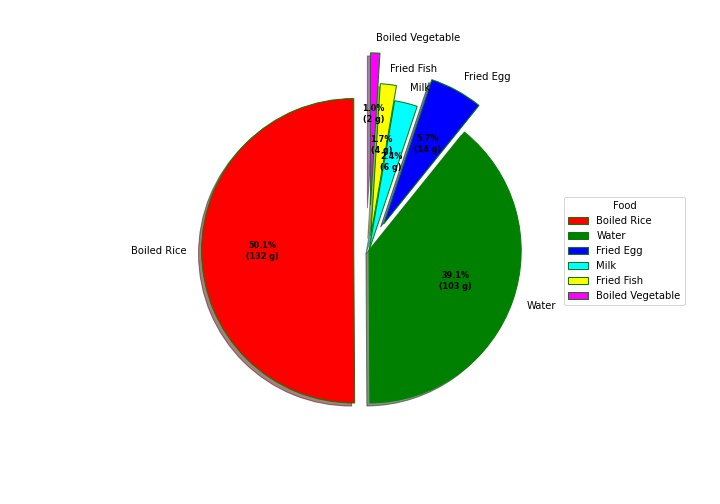 Boiled Vegetable
Fried Fish
Fried Egg
Milk
1.0%
(2 g)
1.7%
(4 g)
5.7%
(14 g)
2.4%
(6 g)
Boiled Rice
50.1%
(132 g)
39.1%
(103 g)
Water
Food
Boiled Rice
Water
Fried Egg
Milk
Fried Fish
Boiled Vegetable